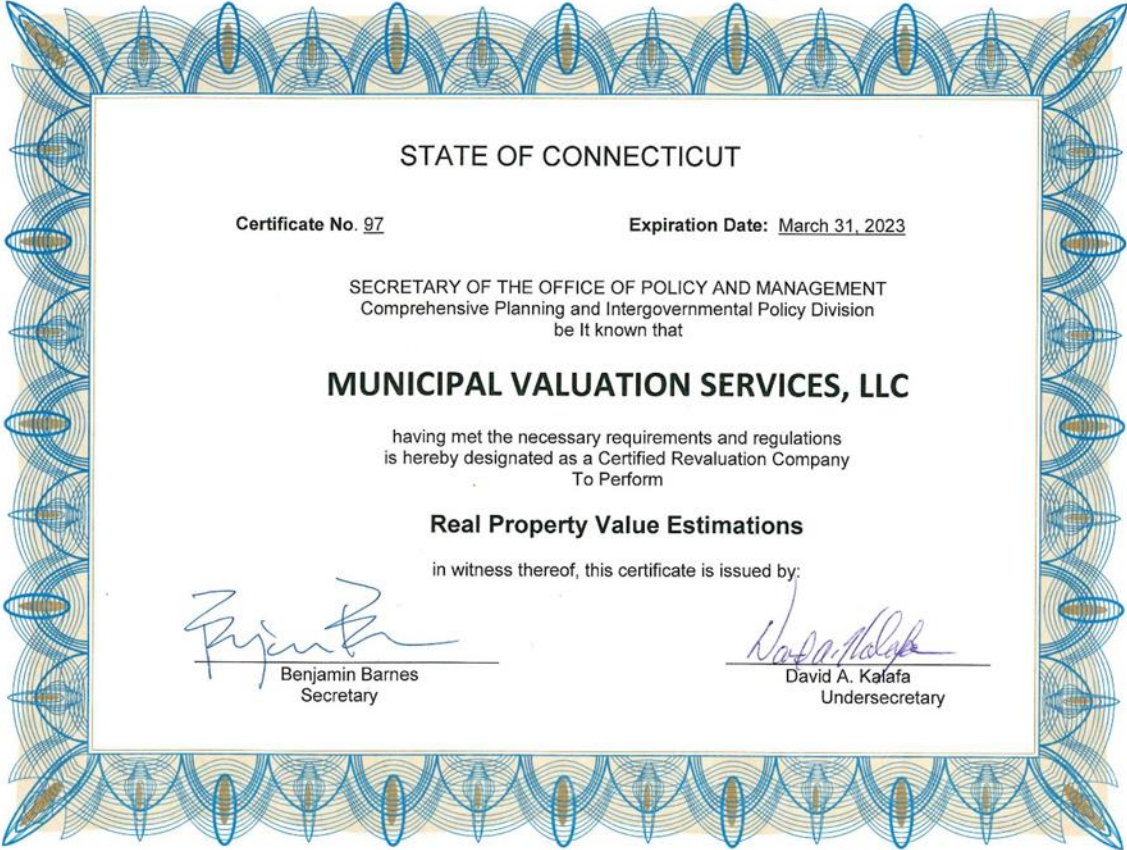 STATE OF CONNECTICUT
Certificate No. 97
Expiration Date: March 31, 2023
SECRETARY OF THE OFFICE OF POLICY AND MANAGEMENT
Comprehensive Planning and Intergovernmental Policy Division
be It known that
MUNICIPAL VALUATION SERVICES, LLC
having met the necessary requirements and regulations
is hereby designated as a Certified Revaluation Company
To Perform
Real Property Value Estimations
in witness thereof, this certificate is issued by:
Benjamin Barnes
Secretary
David A. Kalafa
Undersecretary